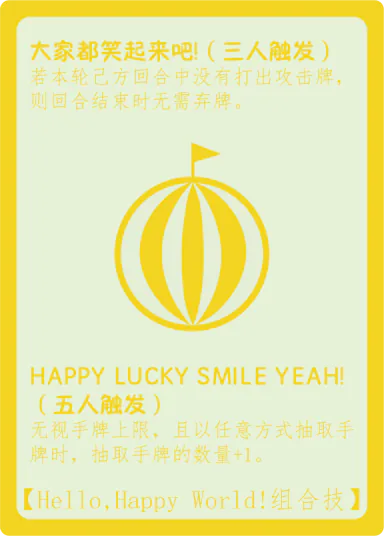 大家都笑起来吧!（三人触发）
若本轮己方回合中没有打出攻击牌，
则回合结束时无需弃牌。
HAPPY LUCKY SMILE YEAH!
（五人触发）
无视手牌上限，且以任意方式抽取手
牌时，抽取手牌的数量+1。
【Hello,Happy World!组合技】